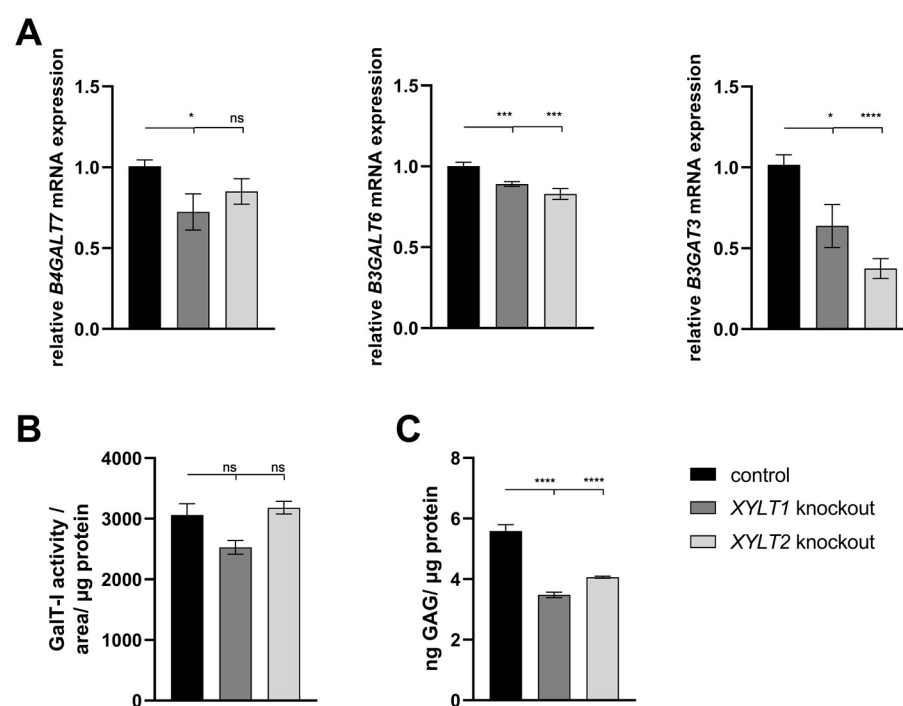 A
relative B4GALT7 mRNA expression
1.5
1.0
0.5
0.0
*
ns
relative B3GALT6 mRNA expression
1.5
1.0
0.5
0.0
***
***
relative B3GAT3 mRNA expression
1.5
1.0
0.5
0.0
*
****
B
GalT-I activity /
area/ µg protein
4000
3000
2000
1000
0
ns
ns
C
ng GAG/ µg protein
8
6
4
2
0
****
****
control
XYLT1 knockout
XYLT2 knockout